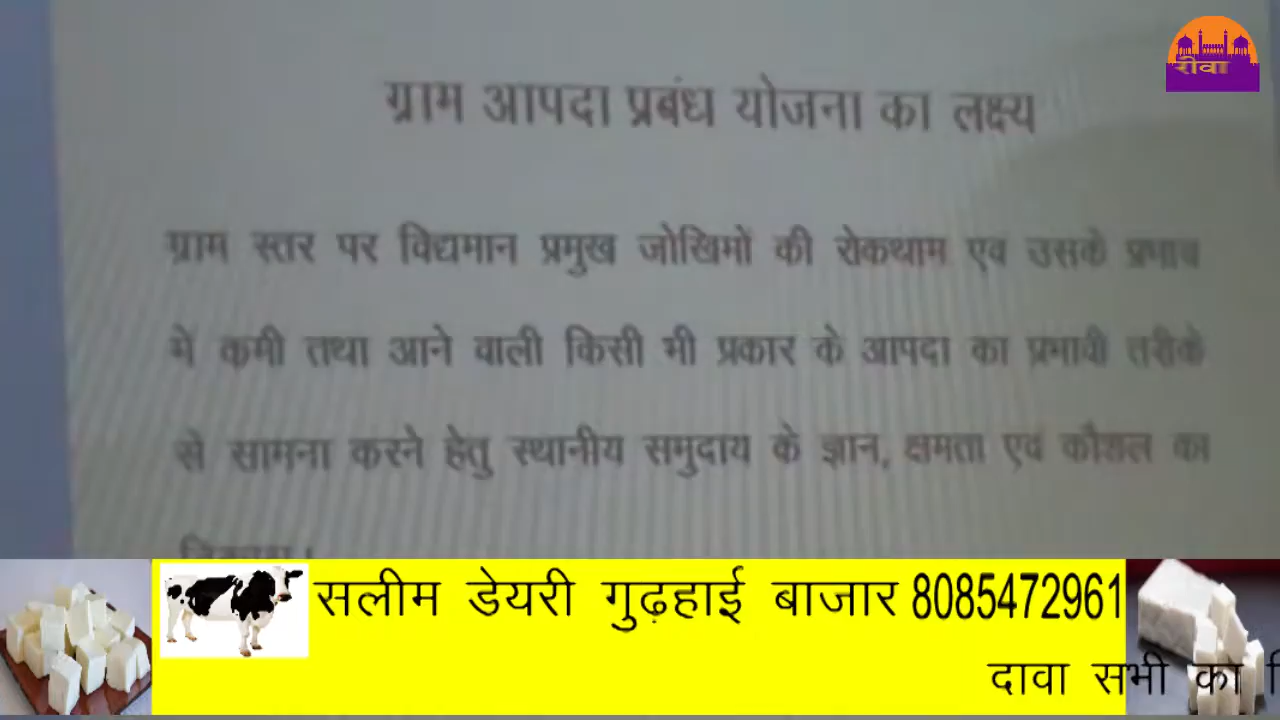 रीवा
ग्राम आपदा प्रबंध योजना का लक्ष्य
ग्राम स्तर पर विद्यमान प्रमुख जोखिमो की रोकथाम एव उसके प्रभाव
मे कमी तथा आने वाली किसी भी प्रकार के आपदा का प्रभावी तरीके
से सामना करने हेतु स्थानीय समुदाय के ज्ञान, क्षमता एव कौशल का
सलीम डेयरी गुढ़हाई बाजार 8085472961
दावा सभी का